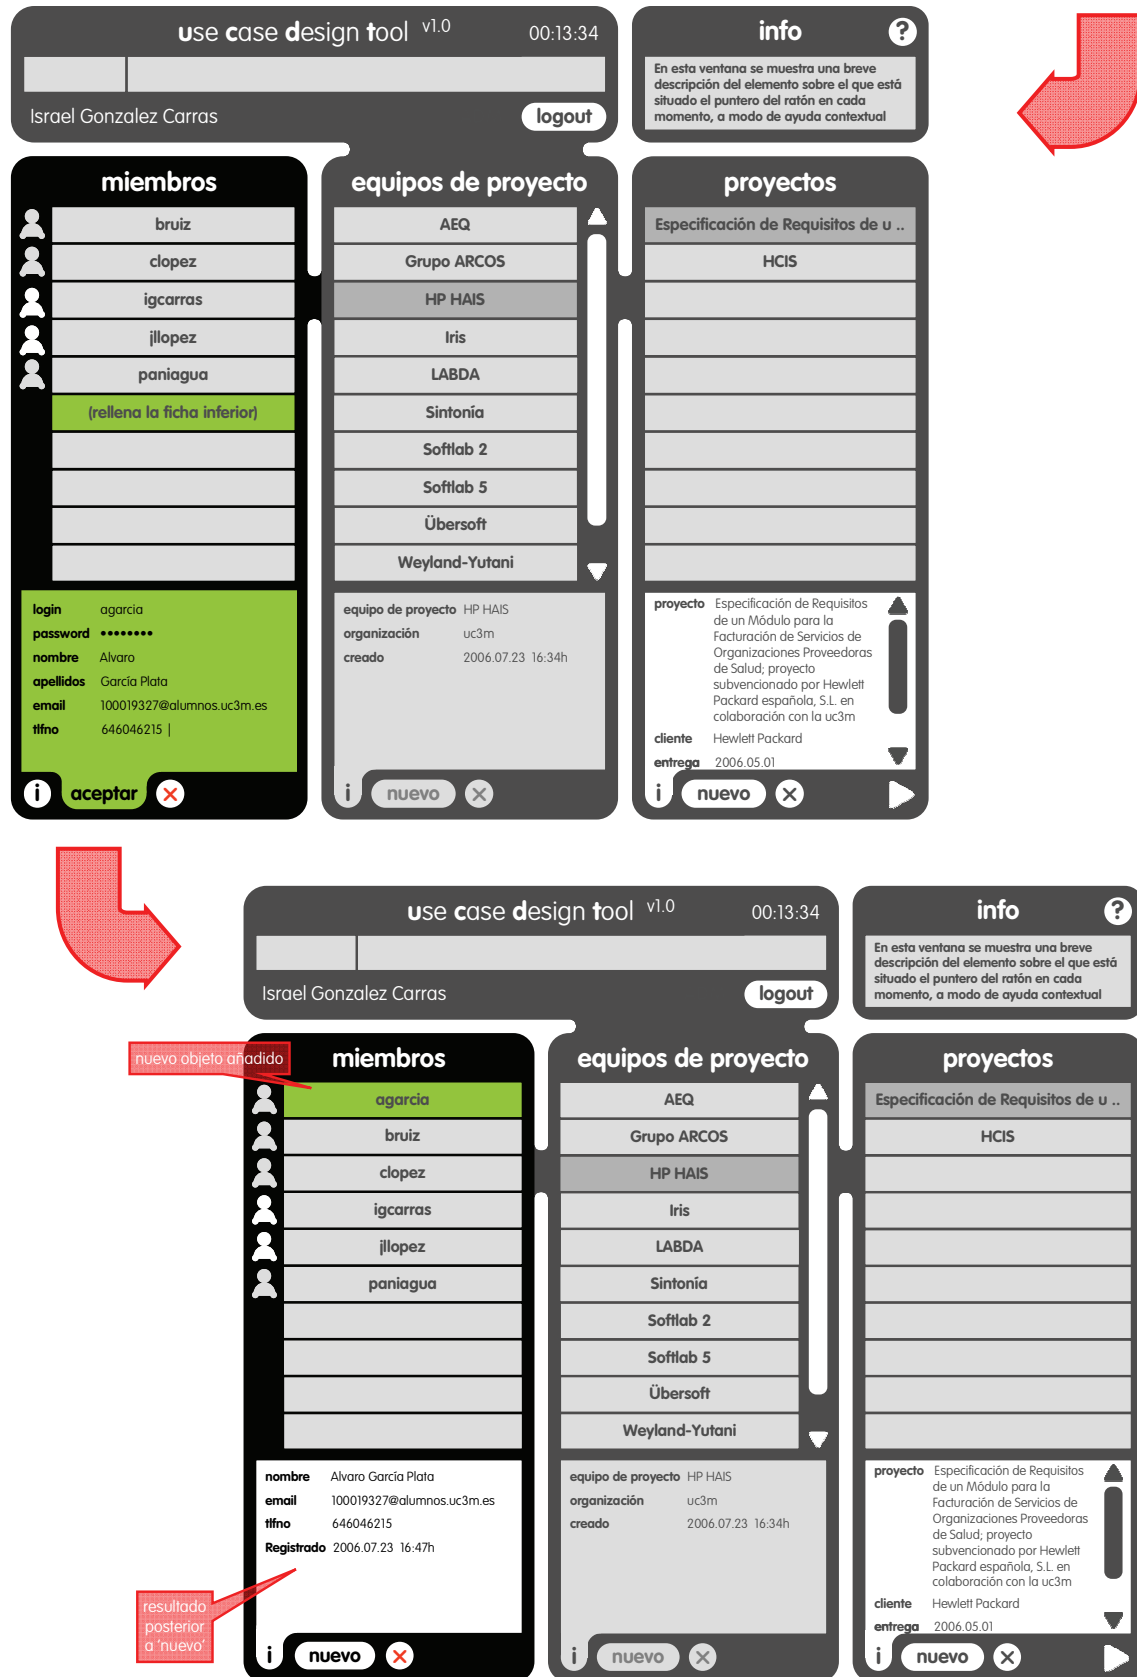 use case design tool v1.0 00:13:34
Israel Gonzalez Carras logout
info ?
En esta ventana se muestra una breve
descripción del elemento sobre el que está
situado el puntero del ratón en cada
momento, a modo de ayuda contextual
miembros
bruiz
clopez
igcarras
jllopez
paniagua
(rellena la ficha inferior)
login agarcia
password ••••••••
nombre Alvaro
apellidos García Plata
email 100019327@alumnos.uc3m.es
tlfno 646046215 |
i aceptar
equipos de proyecto
AEQ
Grupo ARCOS
HP HAIS
Iris
LABDA
Sintonía
Softlab 2
Softlab 5
Übersoft
Weyland-Yutani
equipo de proyecto HP HAIS
organización uc3m
creado 2006.07.23 16:34h
i nuevo
proyectos
Especificación de Requisitos de u ..
HCIS
proyecto Especificación de Requisitos
de un Módulo para la
Facturación de Servicios de
Organizaciones Proveedoras
de Salud; proyecto
subvencionado por Hewlett
Packard española, S.L. en
colaboración con la uc3m
cliente Hewlett Packard
entrega 2006.05.01
i nuevo
use case design tool v1.0 00:13:34
Israel Gonzalez Carras logout
info ?
En esta ventana se muestra una breve
descripción del elemento sobre el que está
situado el puntero del ratón en cada
momento, a modo de ayuda contextual
nuevo objeto añadido
miembros
agarcia
bruiz
clopez
igcarras
jllopez
paniagua
nombre Alvaro García Plata
email 100019327@alumnos.uc3m.es
tlfno 646046215
Registrado 2006.07.23 16:47h
resultado
posterior
a 'nuevo'
i nuevo
equipos de proyecto
AEQ
Grupo ARCOS
HP HAIS
Iris
LABDA
Sintonía
Softlab 2
Softlab 5
Übersoft
Weyland-Yutani
equipo de proyecto HP HAIS
organización uc3m
creado 2006.07.23 16:34h
i nuevo
proyectos
Especificación de Requisitos de u ..
HCIS
proyecto Especificación de Requisitos
de un Módulo para la
Facturación de Servicios de
Organizaciones Proveedoras
de Salud; proyecto
subvencionado por Hewlett
Packard española, S.L. en
colaboración con la uc3m
cliente Hewlett Packard
entrega 2006.05.01
i nuevo